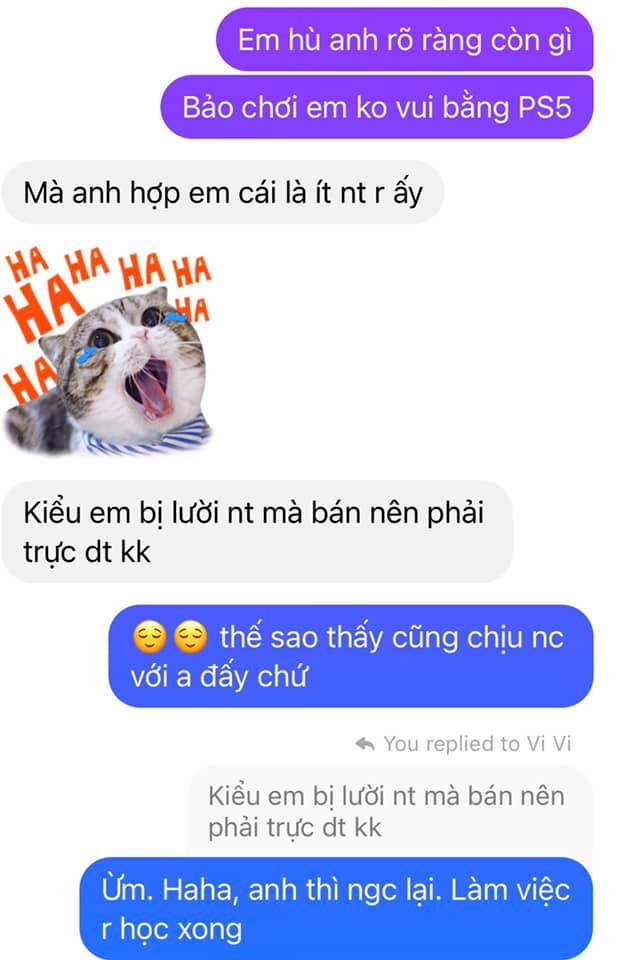 Em hù anh rõ ràng còn gì
Bảo chơi em ko vui bằng PS5
Mà anh hợp em cái là ít nt r ấy
HA HA HA HA
HA HA
HA
Kiểu em bị lười nt mà bán nên phải
trực dt kk
😌😌 thế sao thấy cũng chịu nc
với a đấy chứ
You replied to Vi Vi
Kiểu em bị lười nt mà bán nên
phải trực dt kk
Ừm. Haha, anh thì ngc lại. Làm việc
r học xong